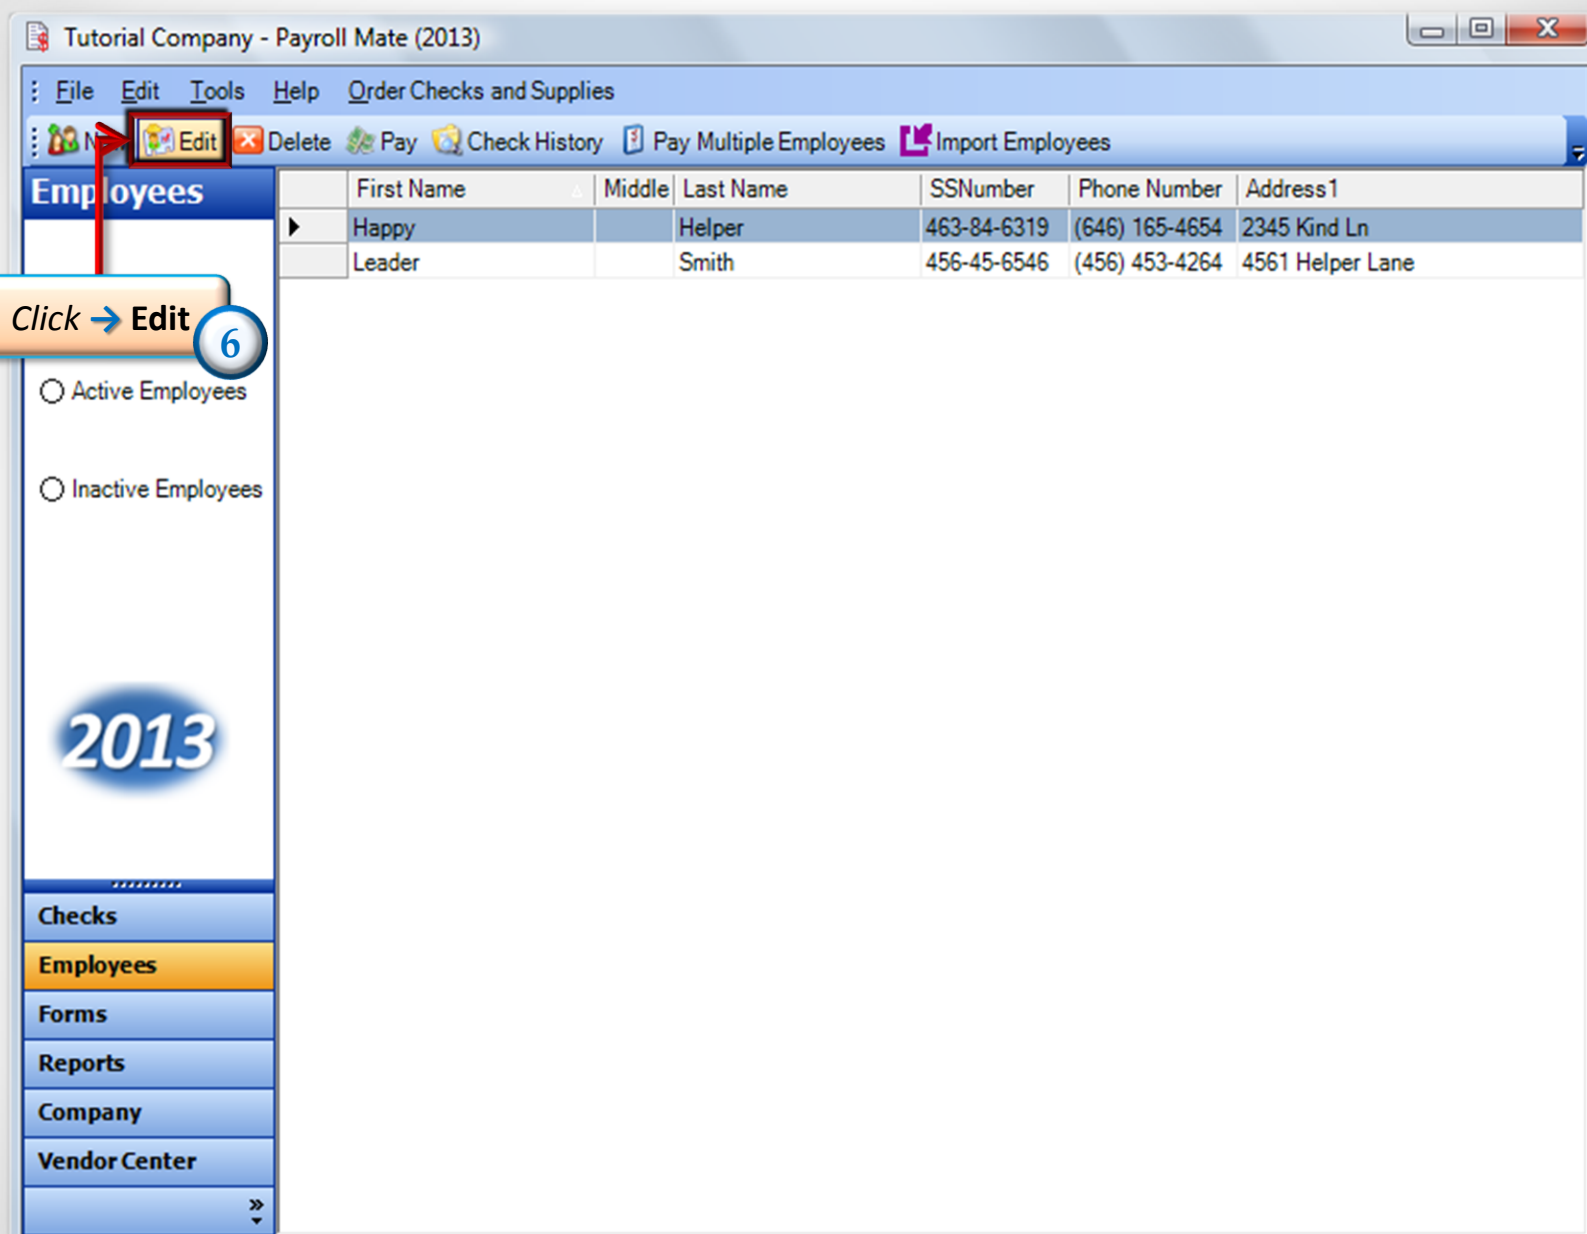 Tutorial Company - Payroll Mate (2013)
File Edit Tools Help Order Checks and Supplies
Edit Delete Pay Check History Pay Multiple Employees Import Employees
Employees
First Name Middle Last Name SSNumber Phone Number Address1
Happy Helper 463-84-6319 (646) 165-4654 2345 Kind Ln
Leader Smith 456-45-6546 (456) 453-4264 4561 Helper Lane
Click → Edit
6
Active Employees
Inactive Employees
2013
Checks
Employees
Forms
Reports
Company
Vendor Center